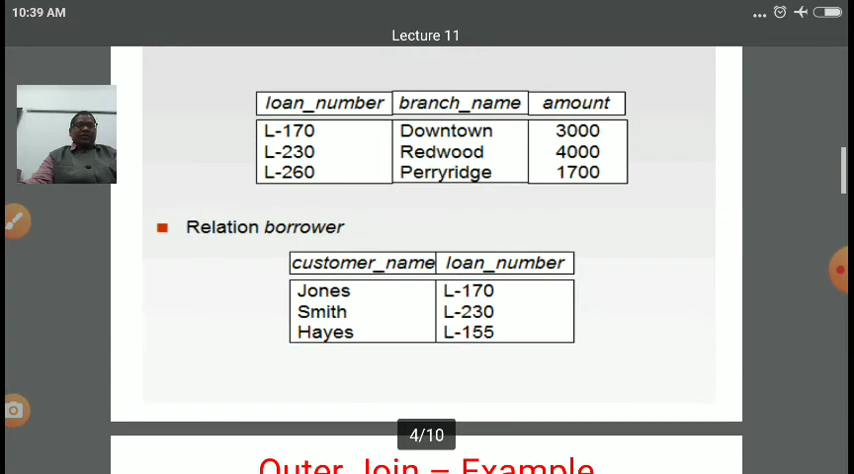 10:39 AM
Lecture 11
loan_number branch_name amount
L-170 Downtown 3000
L-230 Redwood 4000
L-260 Perryridge 1700
Relation borrower
customer_name loan_number
Jones L-170
Smith L-230
Hayes L-155
4/10
Outer Join – Example